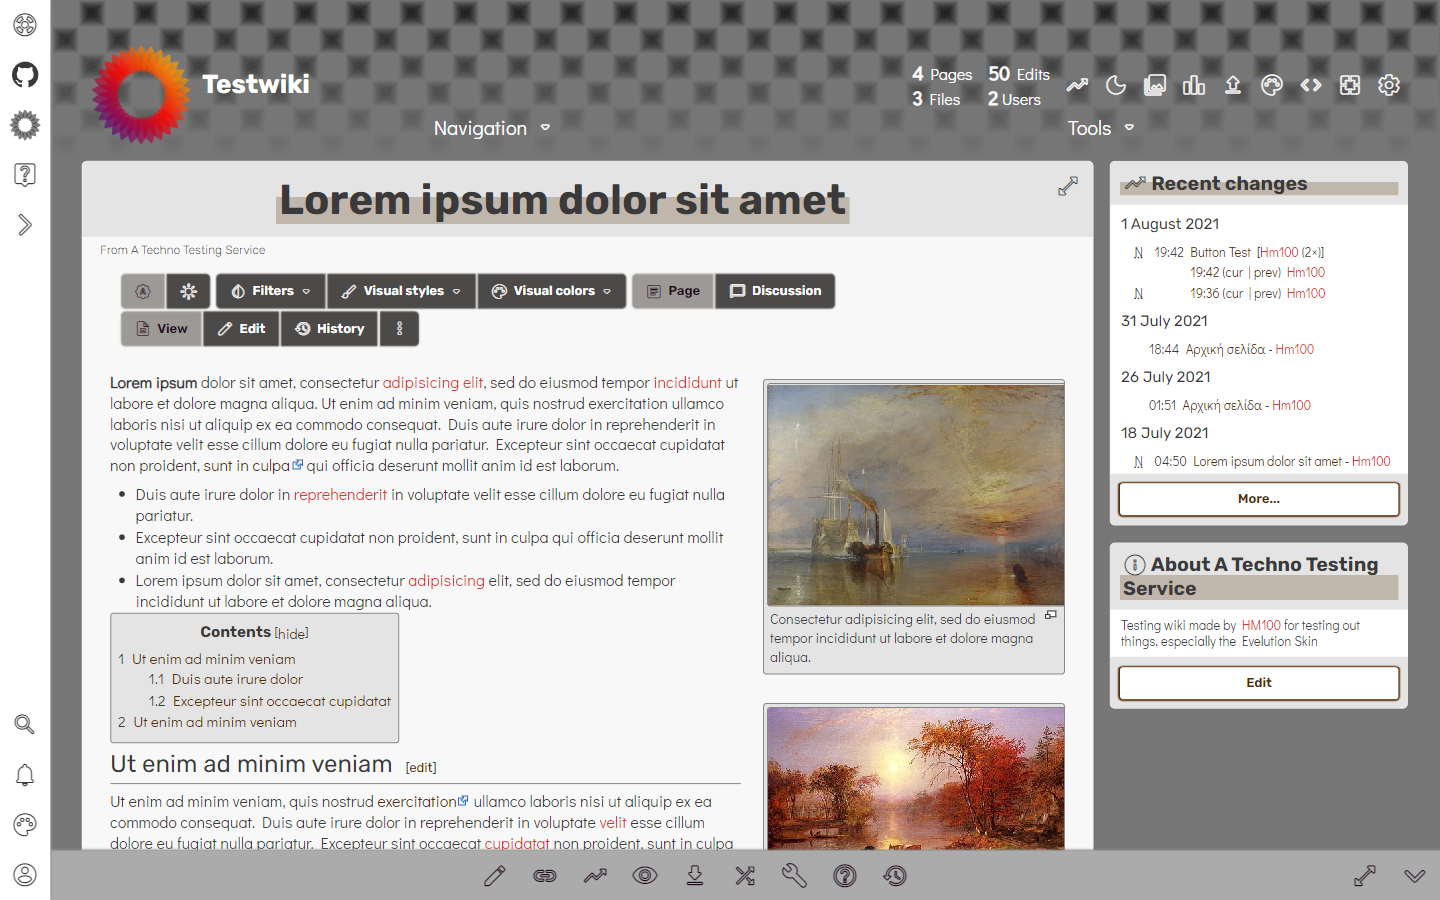 Testwiki
4 Pages 50 Edits
3 Files 2 Users
Navigation
Tools
Lorem ipsum dolor sit amet
From A Techno Testing Service
Filters Visual styles Visual colors Page Discussion
View Edit History
Lorem ipsum dolor sit amet, consectetur adipisicing elit, sed do eiusmod tempor incididunt ut
labore et dolore magna aliqua. Ut enim ad minim veniam, quis nostrud exercitation ullamco
laboris nisi ut aliquip ex ea commodo consequat. Duis aute irure dolor in reprehenderit in
voluptate velit esse cillum dolore eu fugiat nulla pariatur. Excepteur sint occaecat cupidatat
non proident, sunt in culpa qui officia deserunt mollit anim id est laborum.
• Duis aute irure dolor in reprehenderit in voluptate velit esse cillum dolore eu fugiat nulla
pariatur.
• Excepteur sint occaecat cupidatat non proident, sunt in culpa qui officia deserunt mollit
anim id est laborum.
• Lorem ipsum dolor sit amet, consectetur adipisicing elit, sed do eiusmod tempor
incididunt ut labore et dolore magna aliqua.
Contents [hide]
1 Ut enim ad minim veniam
1.1 Duis aute irure dolor
1.2 Excepteur sint occaecat cupidatat
2 Ut enim ad minim veniam
Ut enim ad minim veniam [edit]
Ut enim ad minim veniam, quis nostrud exercitation ullamco laboris nisi ut aliquip ex ea
commodo consequat. Duis aute irure dolor in reprehenderit in voluptate velit esse cillum
dolore eu fugiat nulla pariatur. Excepteur sint occaecat cupidatat non proident, sunt in culpa
Consectetur adipisicing elit, sed do eiusmod
tempor incididunt ut labore et dolore magna
aliqua.
Recent changes
1 August 2021
N 19:42 Button Test [Hm100 (2×)]
19:42 (cur | prev) Hm100
N 19:36 (cur | prev) Hm100
31 July 2021
18:44 Αρχική σελίδα - Hm100
26 July 2021
01:51 Αρχική σελίδα - Hm100
18 July 2021
N 04:50 Lorem ipsum dolor sit amet - Hm100
More...
About A Techno Testing
Service
Testing wiki made by HM100 for testing out
things, especially the Evelution Skin
Edit